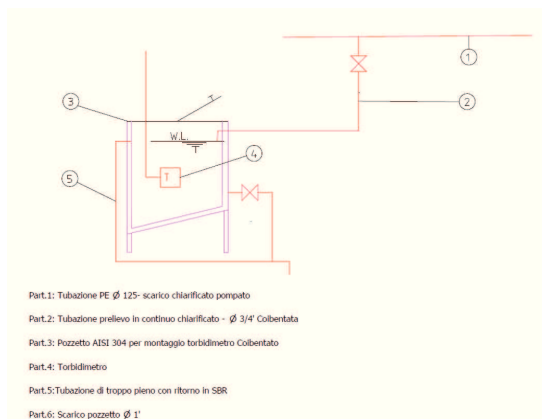 1
2
3
W.L.
T
4
T
5
Part.1: Tubazione PE Ø 125- scarico chiarificato pompato
Part.2: Tubazione prelievo in continuo chiarificato - Ø 3/4' Coibentata
Part.3: Pozzetto AISI 304 per montaggio torbidimetro Coibentato
Part.4: Torbidimetro
Part.5:Tubazione di troppo pieno con ritorno in SBR
Part.6: Scarico pozzetto Ø 1'